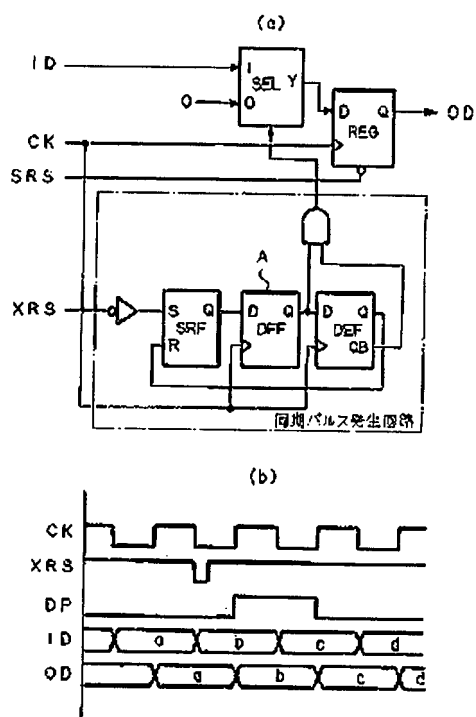 (a)
ID
I
SEL
Y
O
O
D
Q
OD
REG
CK
SRS
A
XRS
S
Q
D
Q
D
Q
SRF
DFF
DEF
R
QB
同期パルス発生回路
(b)
CK
XRS
DP
ID
a
b
c
d
OD
a
b
c
d